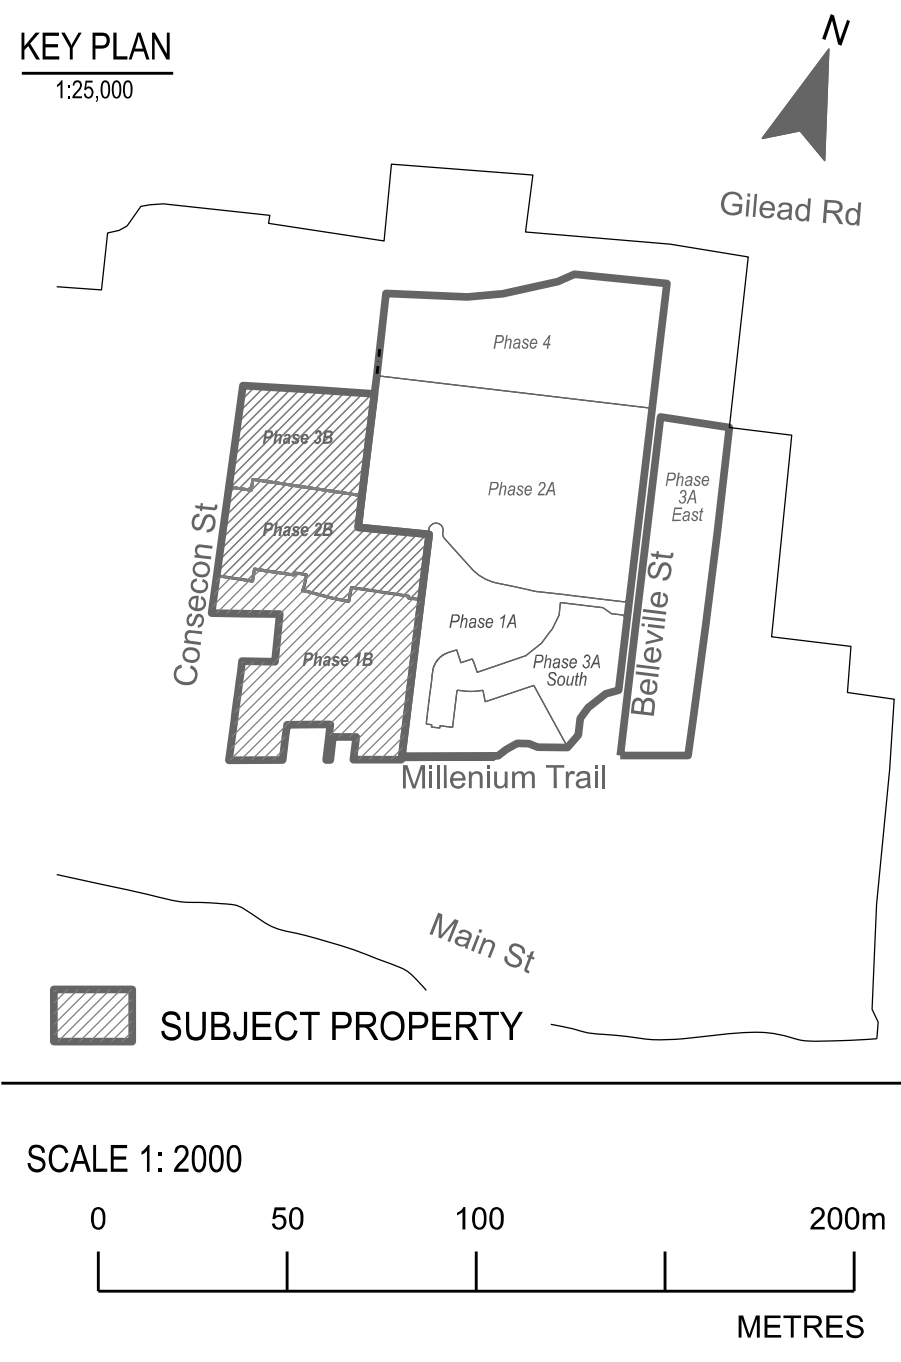 KEY PLAN
1:25,000
N
Gilead Rd
Phase 4
Phase 3B
Phase 2A
Phase
3A
East
Phase 2B
Consecon St
Belleville St
Phase 1A
Phase 1B
Phase 3A
South
Millenium Trail
Main St
SUBJECT PROPERTY
SCALE 1: 2000
0 50 100 200m
METRES